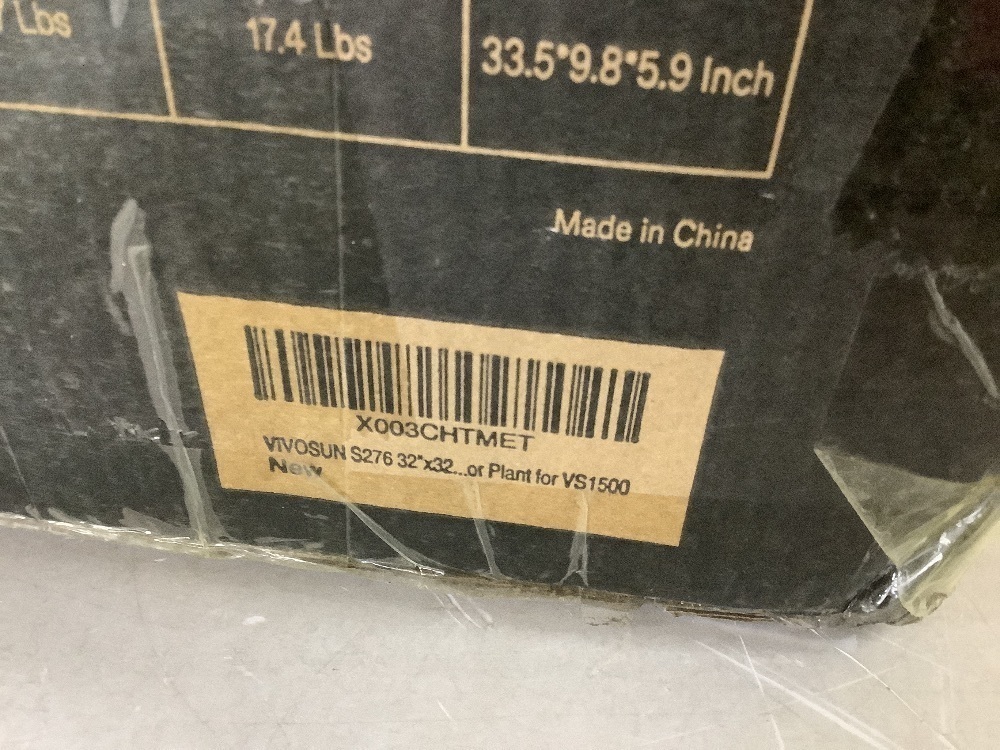 Lbs
17.4 Lbs
33.5*9.8*5.9 Inch
Made in China
X003CHTMET
VIVOSUN S276 32"x32...or Plant for VS1500
New